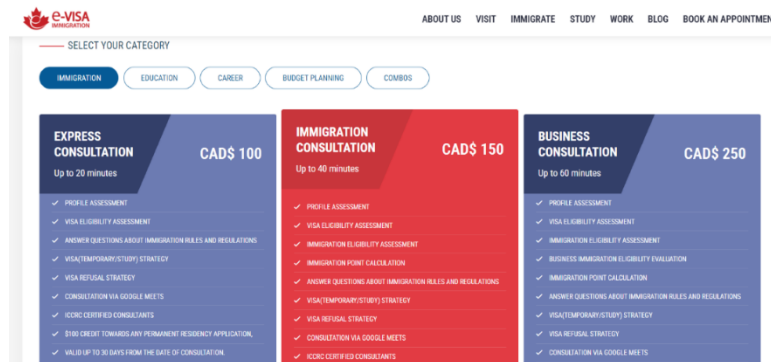 e-VISA
IMMIGRATION
ABOUT US VISIT IMMIGRATE STUDY WORK BLOG BOOK AN APPOINTMEN
SELECT YOUR CATEGORY
IMMIGRATION EDUCATION CAREER BUDGET PLANNING COMBOS
EXPRESS
CONSULTATION
CAD$ 100
Up to 20 minutes
PROFILE ASSESSMENT
VISA ELIGIBILITY ASSESSMENT
ANSWER QUESTIONS ABOUT IMMIGRATION RULES AND REGULATIONS
VISA(TEMPORARY/STUDY) STRATEGY
VISA REFUSAL STRATEGY
CONSULTATION VIA GOOGLE MEETS
ICCRC CERTIFIED CONSULTANTS
$100 CREDIT TOWARDS ANY PERMANENT RESIDENCY APPLICATION,
VALID UP TO 30 DAYS FROM THE DATE OF CONSULTATION.
IMMIGRATION
CONSULTATION
CAD$ 150
Up to 40 minutes
PROFILE ASSESSMENT
VISA ELIGIBILITY ASSESSMENT
IMMIGRATION ELIGIBILITY ASSESSMENT
IMMIGRATION POINT CALCULATION
ANSWER QUESTIONS ABOUT IMMIGRATION RULES AND REGULATIONS
VISA(TEMPORARY/STUDY) STRATEGY
VISA REFUSAL STRATEGY
CONSULTATION VIA GOOGLE MEETS
ICCRC CERTIFIED CONSULTANTS
BUSINESS
CONSULTATION
CAD$ 250
Up to 60 minutes
PROFILE ASSESSMENT
VISA ELIGIBILITY ASSESSMENT
IMMIGRATION ELIGIBILITY ASSESSMENT
BUSINESS IMMIGRATION ELIGIBILITY EVALUATION
IMMIGRATION POINT CALCULATION
ANSWER QUESTIONS ABOUT IMMIGRATION RULES AND REGULATIONS
VISA(TEMPORARY/STUDY) STRATEGY
VISA REFUSAL STRATEGY
CONSULTATION VIA GOOGLE MEETS